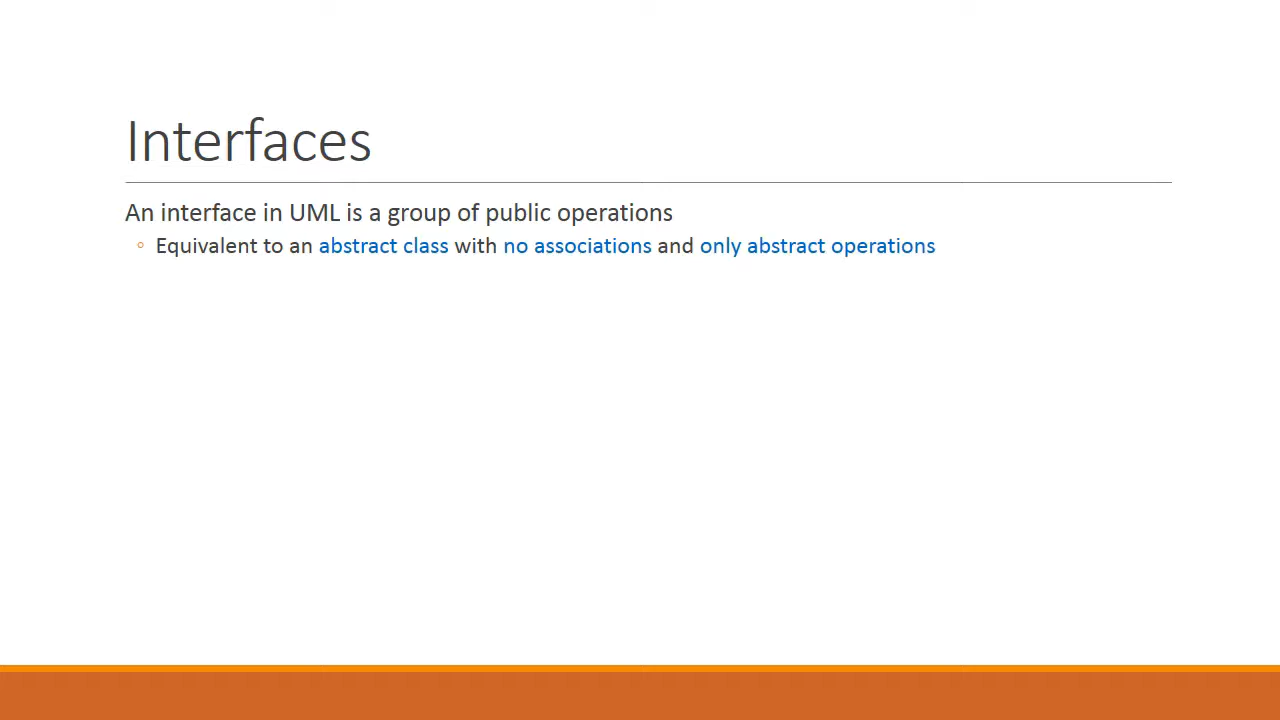 Interfaces
An interface in UML is a group of public operations
◦ Equivalent to an abstract class with no associations and only abstract operations